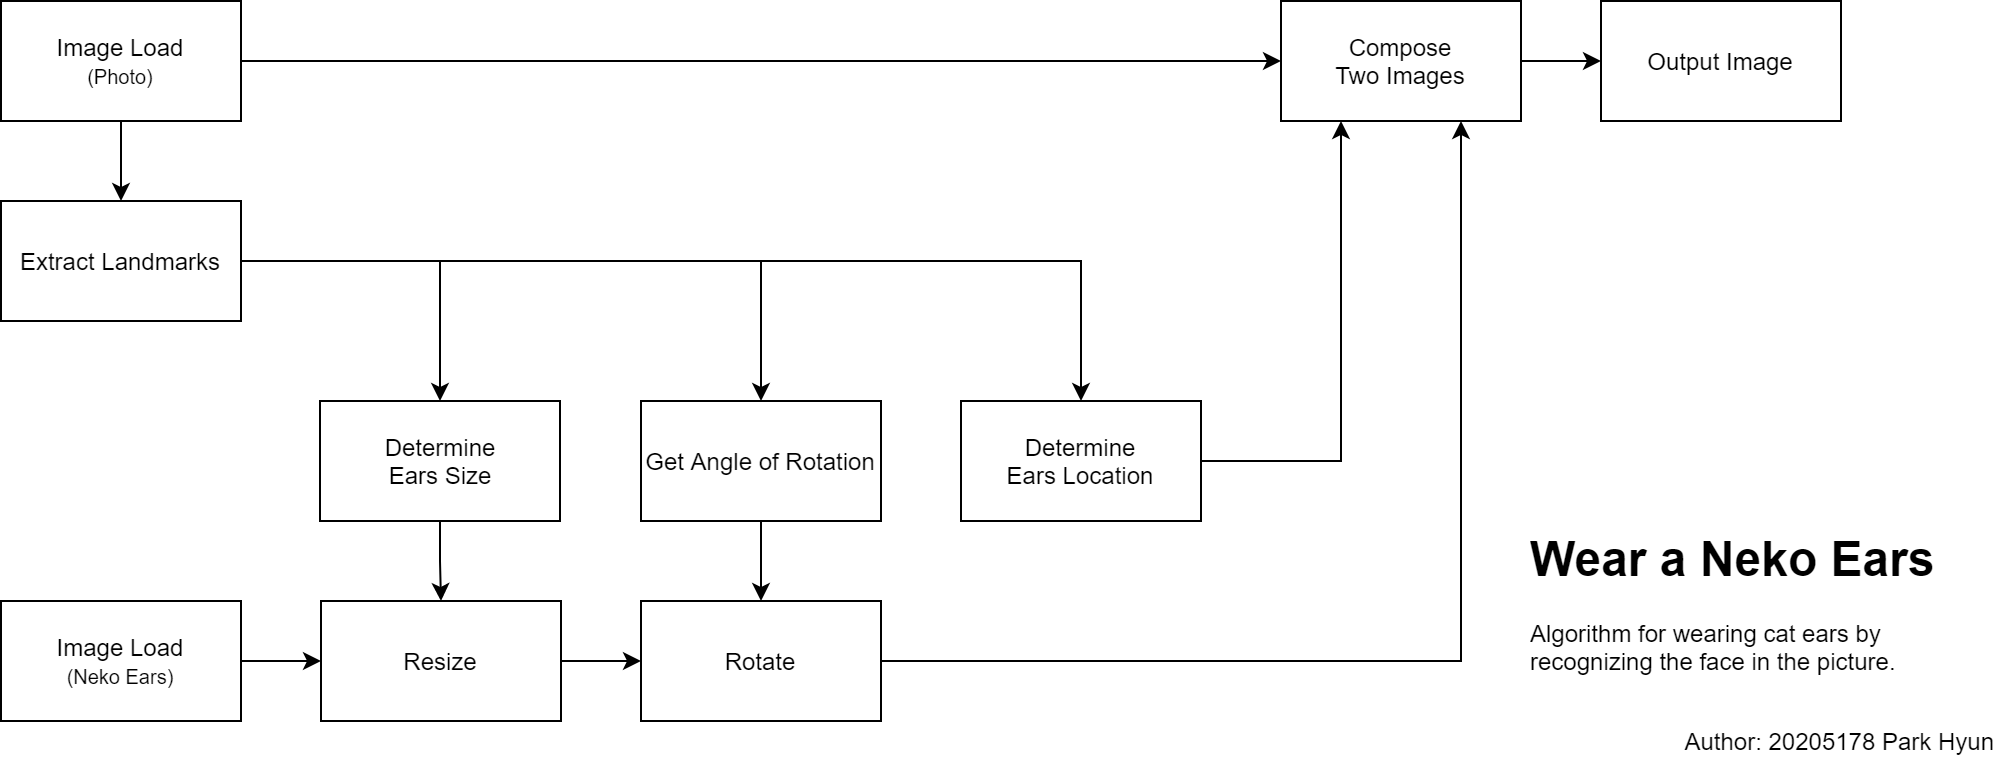 Image Load
(Photo)
Compose
Two Images
Output Image
Extract Landmarks
Determine
Ears Size
Get Angle of Rotation
Determine
Ears Location
Image Load
(Neko Ears)
Resize
Rotate
Wear a Neko Ears
Algorithm for wearing cat ears by
recognizing the face in the picture.
Author: 20205178 Park Hyun